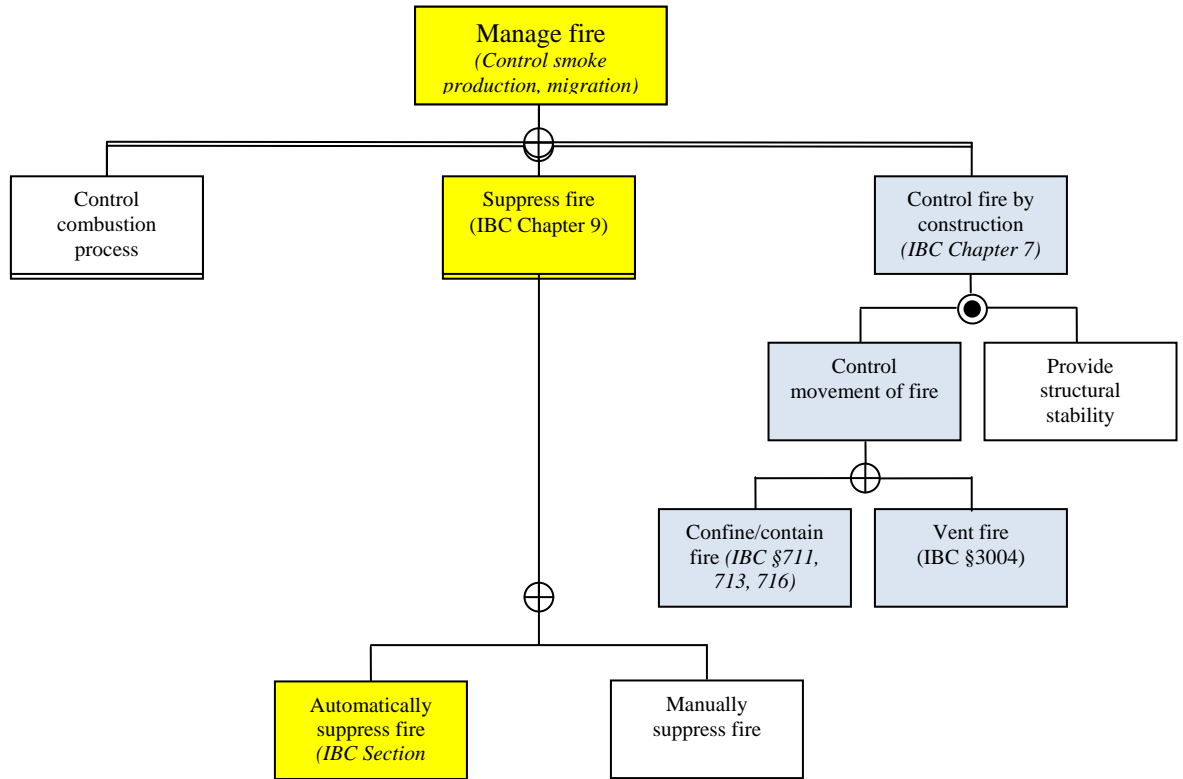 Manage fire
(Control smoke
production, migration)
Control
combustion
process
Suppress fire
(IBC Chapter 9)
Control fire by
construction
(IBC Chapter 7)
Control
movement of fire
Provide
structural
stability
Confine/contain
fire (IBC §711,
713, 716)
Vent fire
(IBC §3004)
Automatically
suppress fire
(IBC Section
Manually
suppress fire